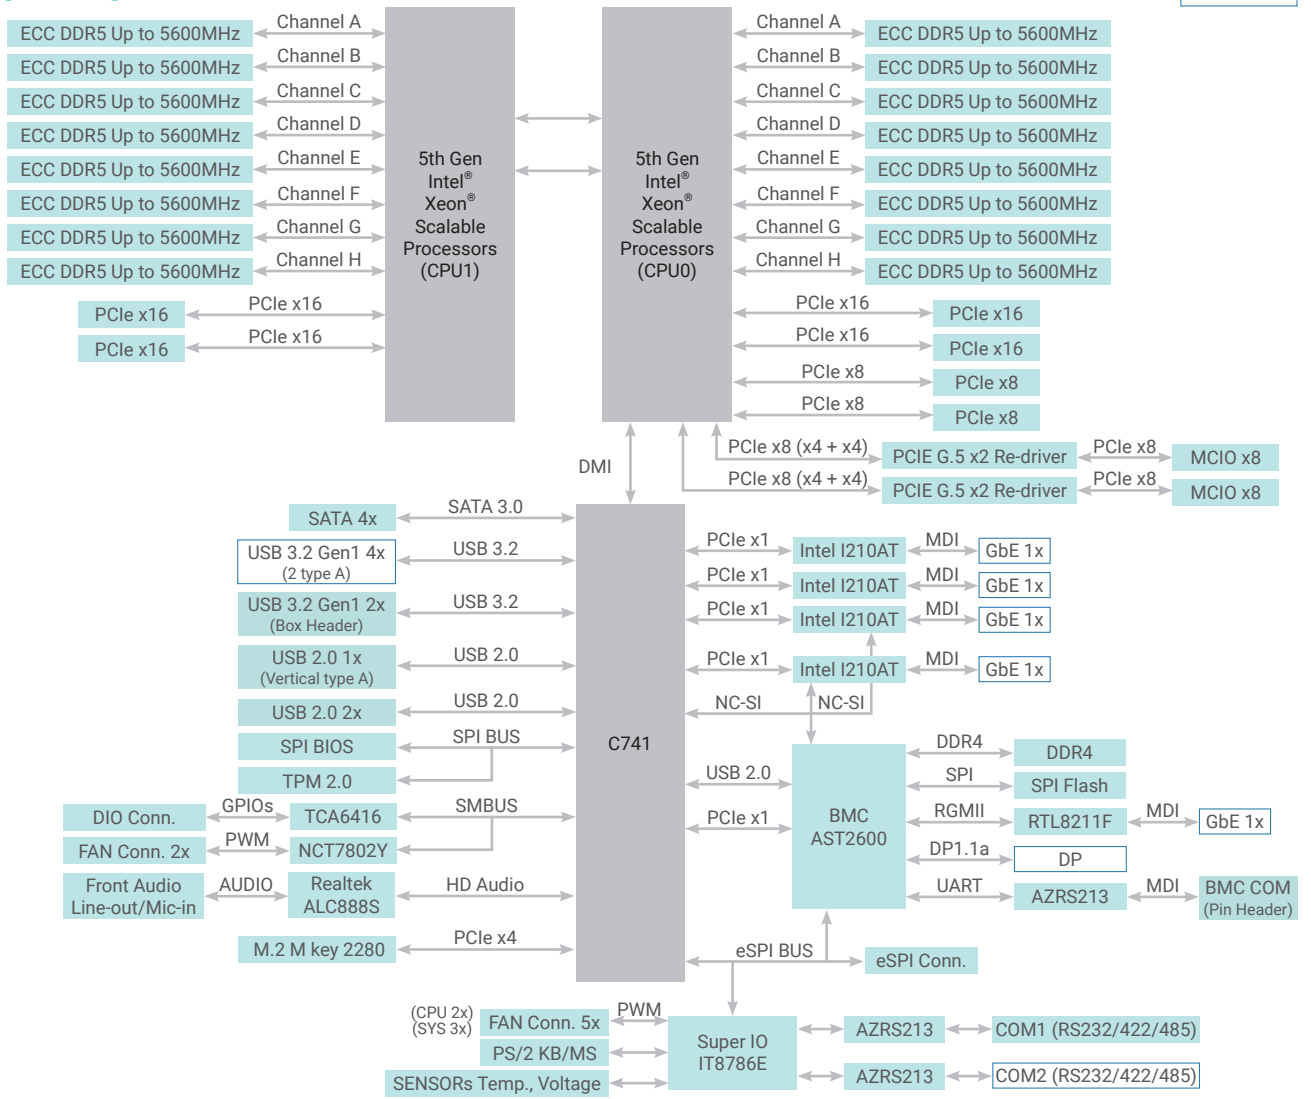 Channel A
ECC DDR5 Up to 5600MHz
Channel B
ECC DDR5 Up to 5600MHz
Channel C
ECC DDR5 Up to 5600MHz
Channel D
ECC DDR5 Up to 5600MHz
Channel E
ECC DDR5 Up to 5600MHz
Channel F
ECC DDR5 Up to 5600MHz
Channel G
ECC DDR5 Up to 5600MHz
Channel H
ECC DDR5 Up to 5600MHz
PCIe x16
PCIe x16
PCIe x16
PCIe x16
5th Gen
Intel®
Xeon®
Scalable
Processors
(CPU1)
5th Gen
Intel®
Xeon®
Scalable
Processors
(CPU0)
Channel A
ECC DDR5 Up to 5600MHz
Channel B
ECC DDR5 Up to 5600MHz
Channel C
ECC DDR5 Up to 5600MHz
Channel D
ECC DDR5 Up to 5600MHz
Channel E
ECC DDR5 Up to 5600MHz
Channel F
ECC DDR5 Up to 5600MHz
Channel G
ECC DDR5 Up to 5600MHz
Channel H
ECC DDR5 Up to 5600MHz
PCIe x16
PCIe x16
PCIe x16
PCIe x16
PCIe x8
PCIe x8
PCIe x8
PCIe x8
PCIe x8 (x4 + x4)
PCIE G.5 x2 Re-driver
PCIe x8
MCIO x8
PCIe x8 (x4 + x4)
PCIE G.5 x2 Re-driver
PCIe x8
MCIO x8
DMI
SATA 4x
SATA 3.0
USB 3.2 Gen1 4x
(2 type A)
USB 3.2
USB 3.2 Gen1 2x
(Box Header)
USB 3.2
USB 2.0 1x
(Vertical type A)
USB 2.0
USB 2.0 2x
USB 2.0
SPI BIOS
SPI BUS
TPM 2.0
DIO Conn.
GPIOs
TCA6416
SMBUS
FAN Conn. 2x
PWM
NCT7802Y
Front Audio
Line-out/Mic-in
AUDIO
Realtek
ALC888S
HD Audio
M.2 M key 2280
PCIe x4
C741
PCIe x1
Intel I210AT
MDI
GbE 1x
PCIe x1
Intel I210AT
MDI
GbE 1x
PCIe x1
Intel I210AT
MDI
GbE 1x
PCIe x1
Intel I210AT
MDI
GbE 1x
NC-SI
NC-SI
USB 2.0
PCIe x1
BMC
AST2600
DDR4
DDR4
SPI
SPI Flash
RGMII
RTL8211F
MDI
GbE 1x
DP1.1a
DP
UART
AZRS213
MDI
BMC COM
(Pin Header)
eSPI BUS
eSPI Conn.
(CPU 2x)
(SYS 3x)
FAN Conn. 5x
PWM
PS/2 KB/MS
SENSORs Temp., Voltage
Super IO
IT8786E
AZRS213
COM1 (RS232/422/485)
AZRS213
COM2 (RS232/422/485)